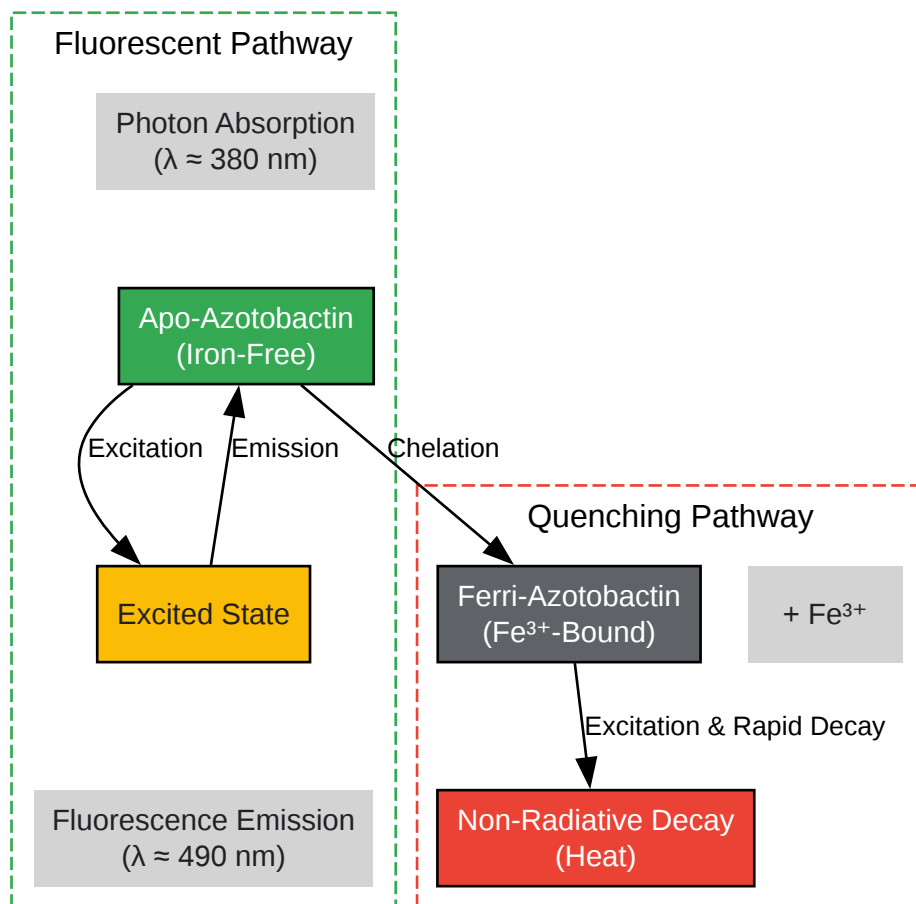 Fluorescent Pathway
Photon Absorption
(λ ≈ 380 nm)
Apo-Azotobactin
(Iron-Free)
Excitation
Emission
Chelation
Quenching Pathway
Excited State
Ferri-Azotobactin
(Fe³⁺-Bound)
+ Fe³⁺
Excitation & Rapid Decay
Fluorescence Emission
(λ ≈ 490 nm)
Non-Radiative Decay
(Heat)